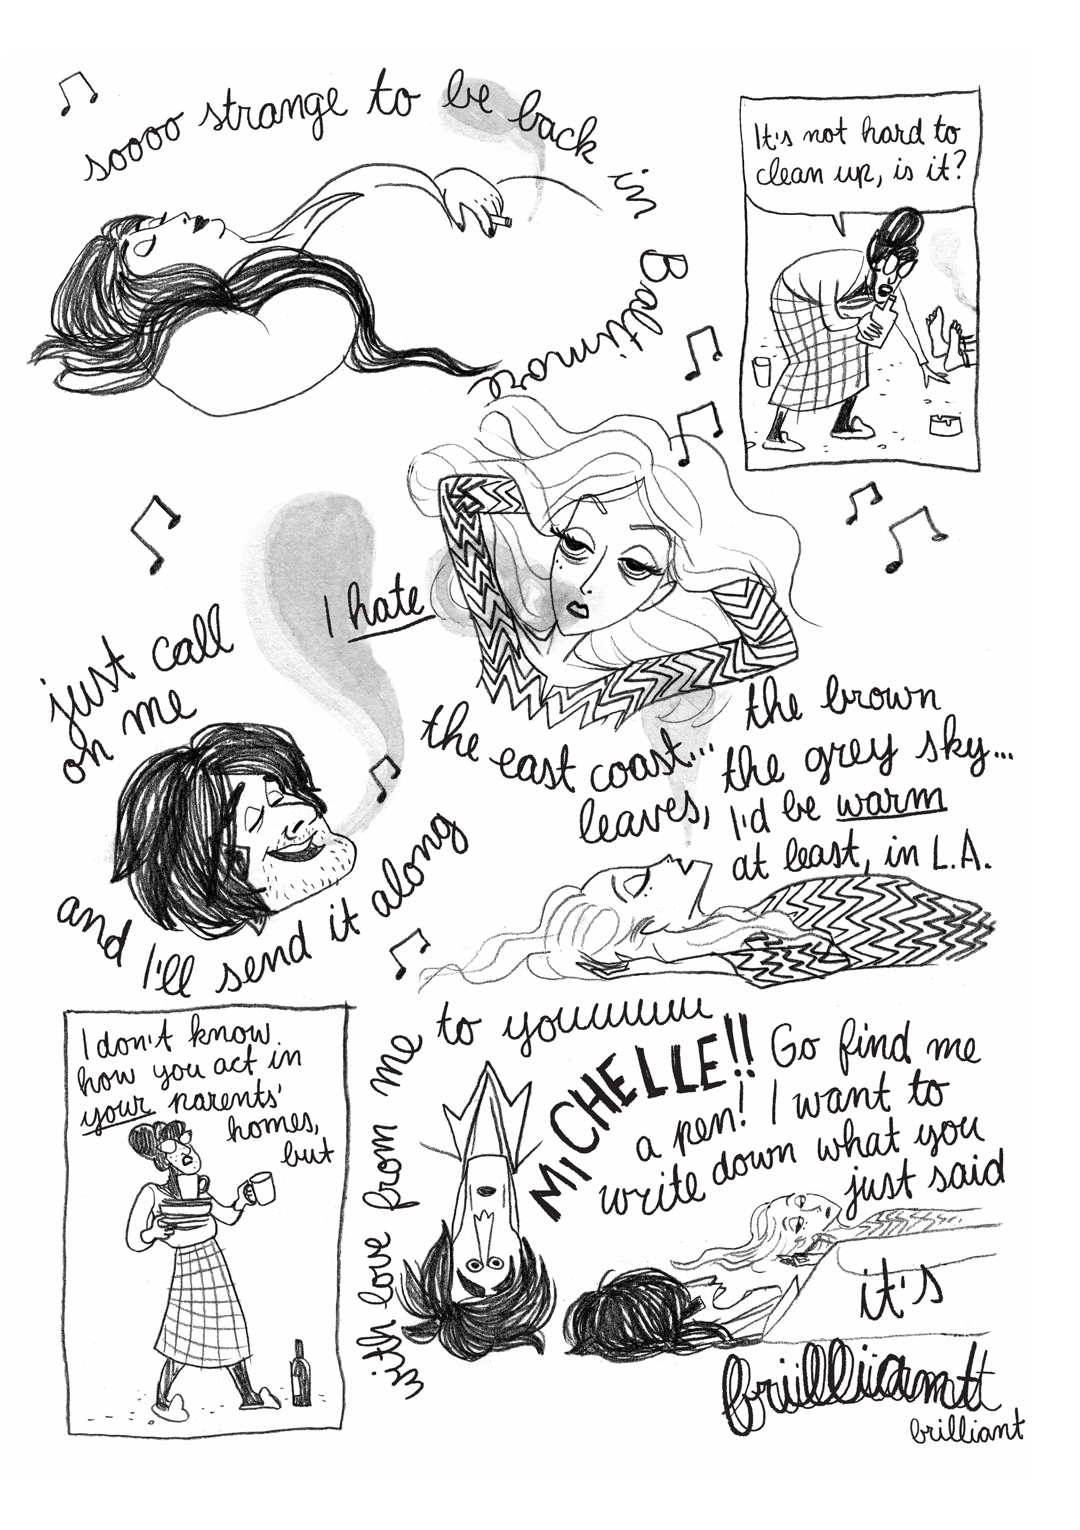 soooo strange to be back in Baltimore
It's not hard to
clean up, is it?
I hate
the east coast...
the brown
leaves,
the grey sky...
I'd be warm
at least, in L.A.
just call
on me
and I'll send it along
with love from me to youuuuuu
I don't know
how you act in
your parents'
homes,
but
MICHELLE!! Go find me
a pen! I want to
write down what you
just said
it's
brilliant
brilliant